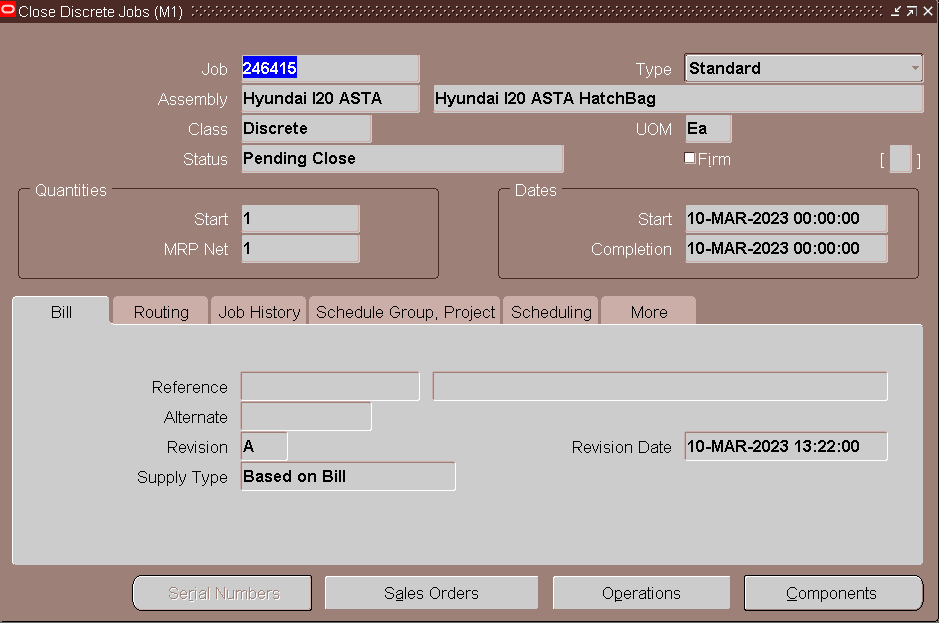 Close Discrete Jobs (M1)
Job 246415 Type Standard
Assembly Hyundai I20 ASTA Hyundai I20 ASTA HatchBag
Class Discrete UOM Ea
Status Pending Close Firm [ ]
Quantities Dates
Start 1 Start 10-MAR-2023 00:00:00
MRP Net 1 Completion 10-MAR-2023 00:00:00
Bill Routing Job History Schedule Group, Project Scheduling More
Reference
Alternate
Revision A Revision Date 10-MAR-2023 13:22:00
Supply Type Based on Bill
Serial Numbers Sales Orders Operations Components